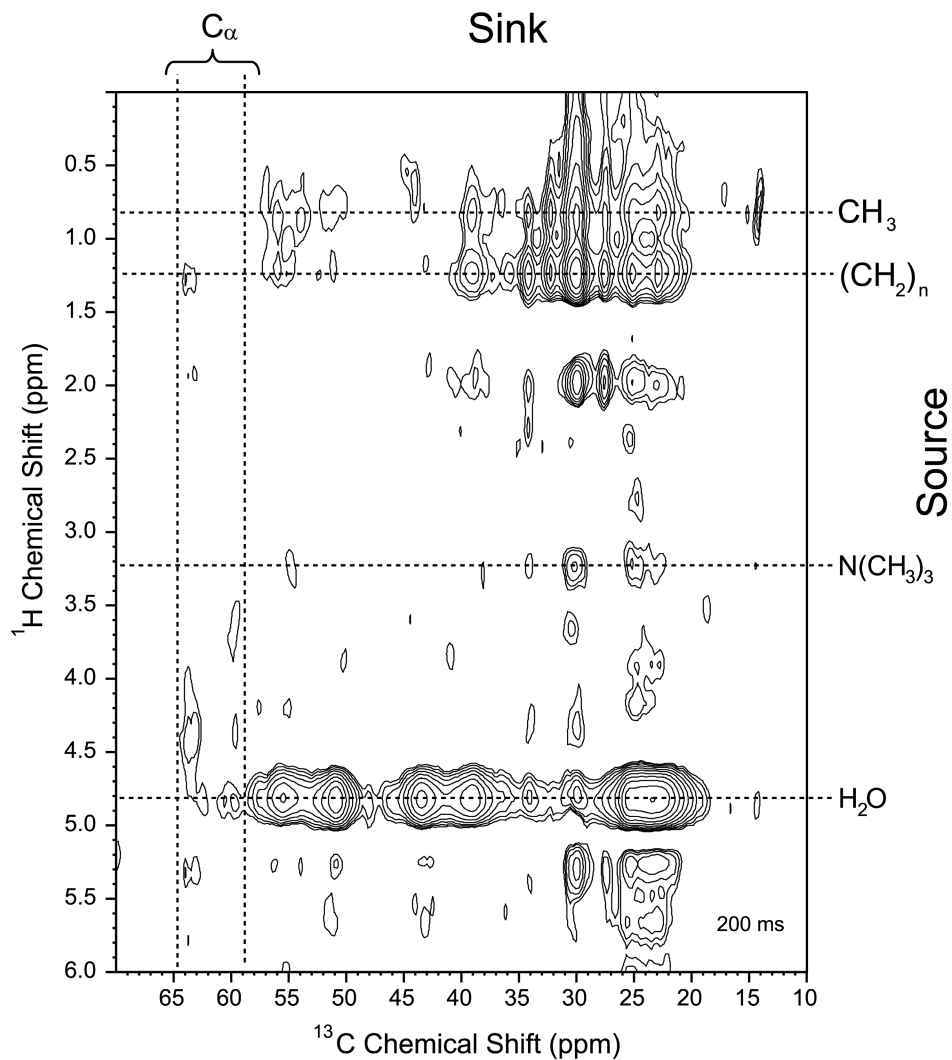 Cα
Sink
0.5
1.0
1.5
2.0
2.5
3.0
3.5
4.0
4.5
5.0
5.5
6.0
¹H Chemical Shift (ppm)
CH₃
(CH₂)ₙ
N(CH₃)₃
H₂O
Source
200 ms
65 60 55 50 45 40 35 30 25 20 15 10
¹³C Chemical Shift (ppm)